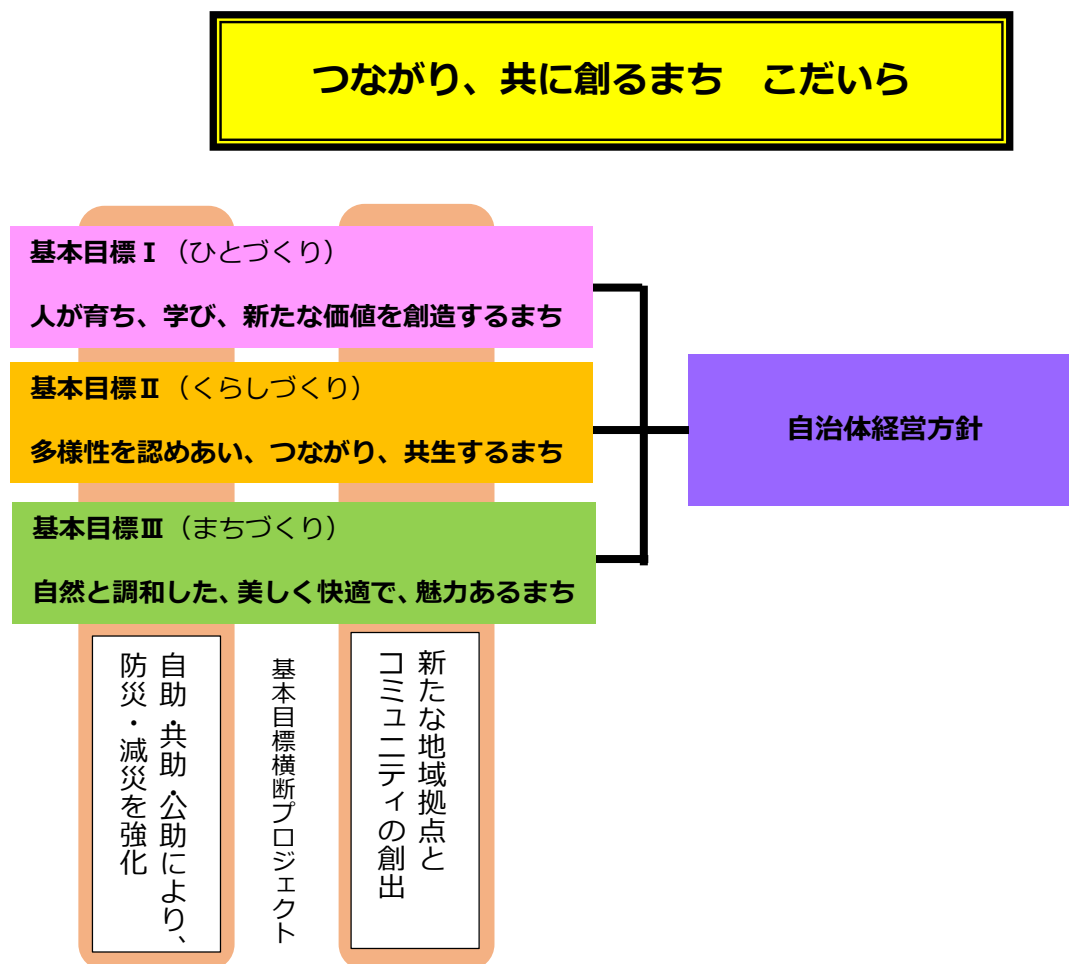 つながり、共に創るまち　こだいら
基本目標Ⅰ（ひとづくり）
人が育ち、学び、新たな価値を創造するまち
基本目標Ⅱ（くらしづくり）
多様性を認めあい、つながり、共生するまち
基本目標Ⅲ（まちづくり）
自然と調和した、美しく快適で、魅力あるまち
自治体経営方針
新たな地域拠点と
コミュニティの創出
基本目標横断プロジェクト
自助・共助・公助により、
防災・減災を強化